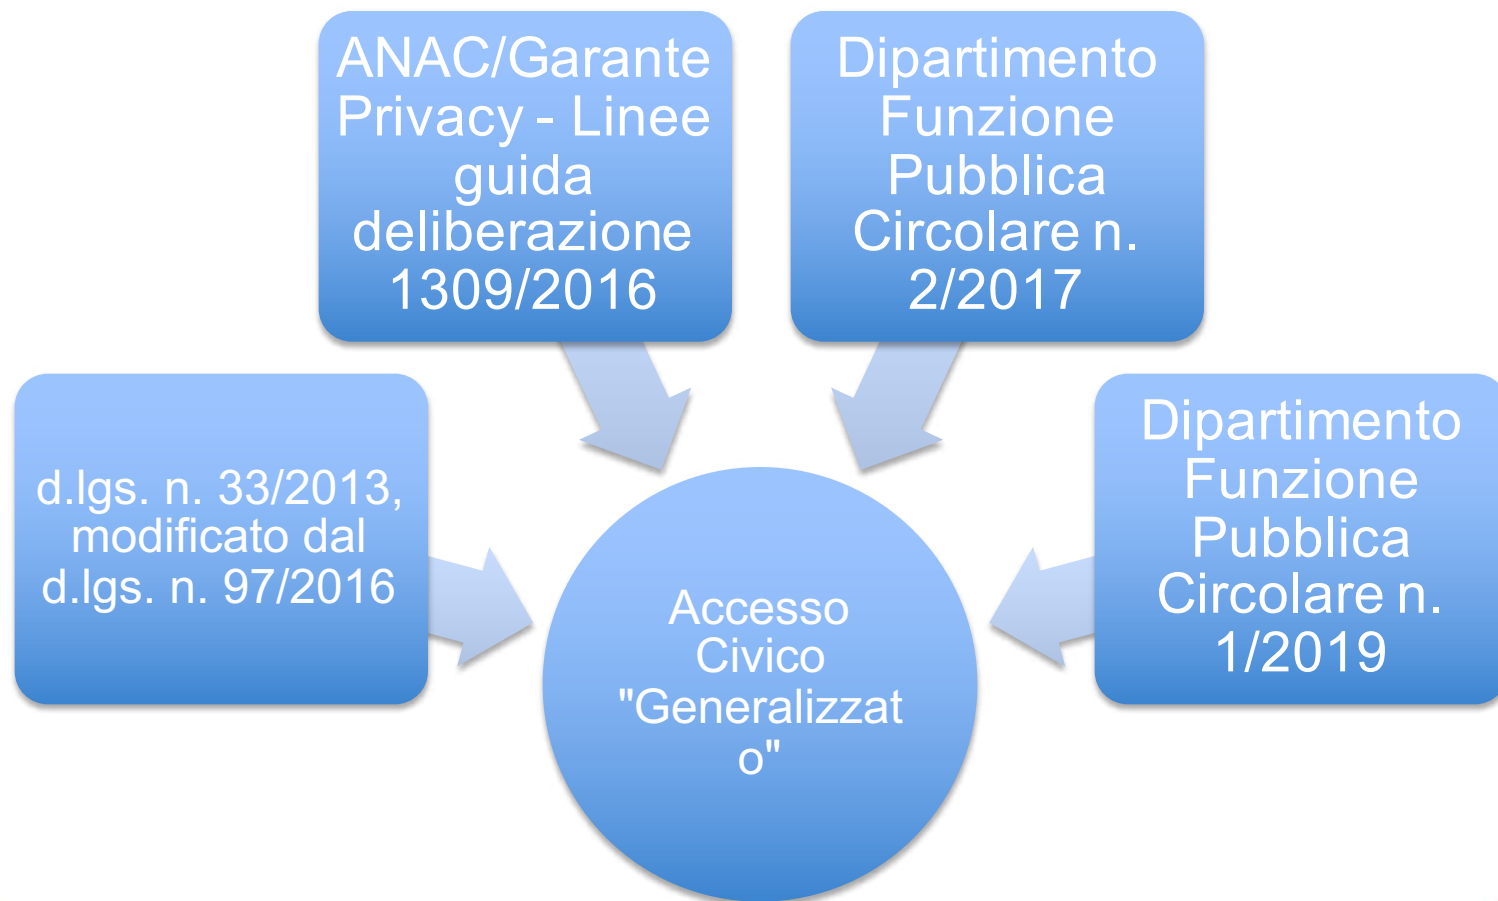 ANAC/Garante
Privacy - Linee
guida
deliberazione
1309/2016
Dipartimento
Funzione
Pubblica
Circolare n.
2/2017
d.lgs. n. 33/2013,
modificato dal
d.lgs. n. 97/2016
Dipartimento
Funzione
Pubblica
Circolare n.
1/2019
Accesso
Civico
"Generalizzat
o"